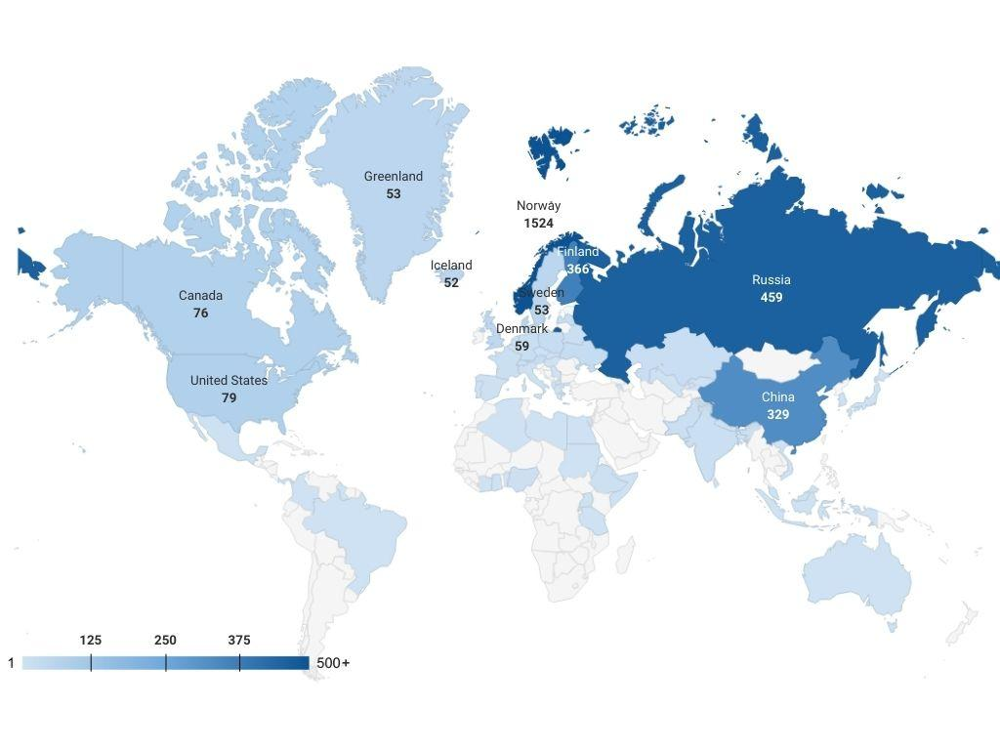 Greenland
53
Norway
1524
Finland
366
Iceland
52
Russia
459
Canada
76
Sweden
53
Denmark
59
United States
79
China
329
125 250 375
1 500+